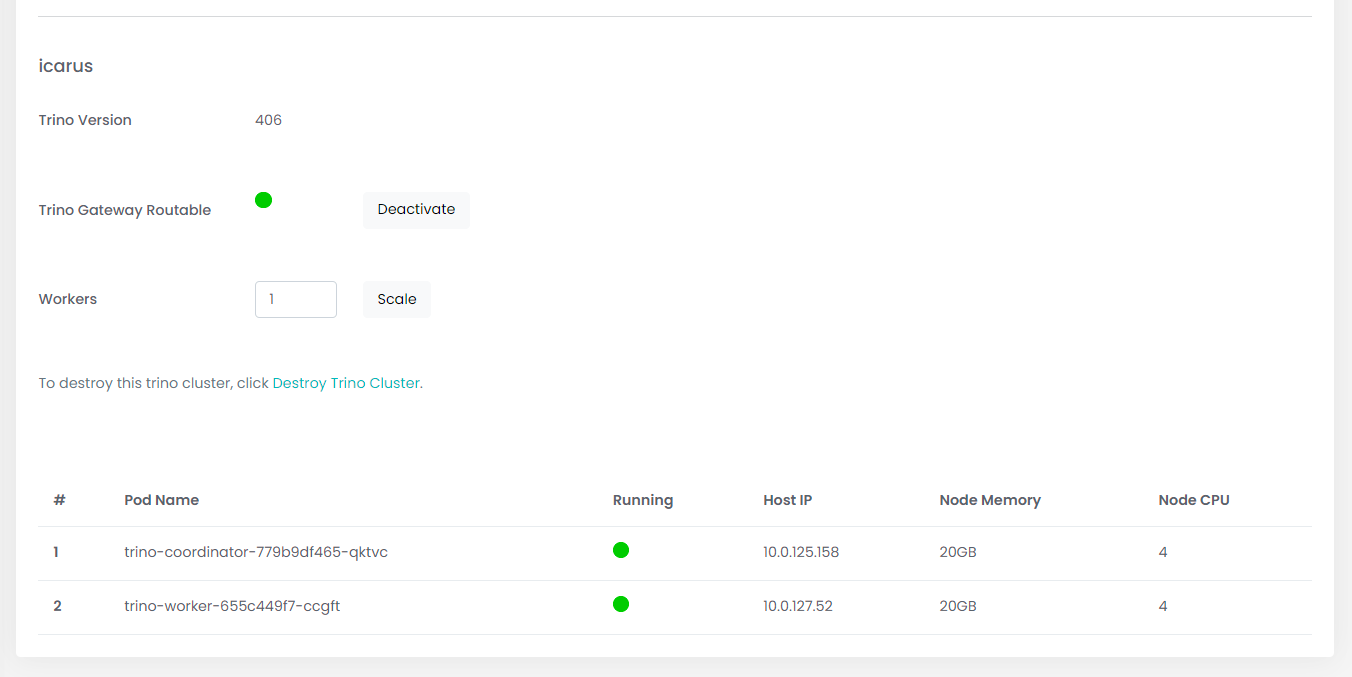 icarus
Trino Version 406
Trino Gateway Routable Deactivate
Workers 1 Scale
To destroy this trino cluster, click Destroy Trino Cluster.
# Pod Name Running Host IP Node Memory Node CPU
1 trino-coordinator-779b9df465-qktvc 10.0.125.158 20GB 4
2 trino-worker-655c449f7-ccgft 10.0.127.52 20GB 4